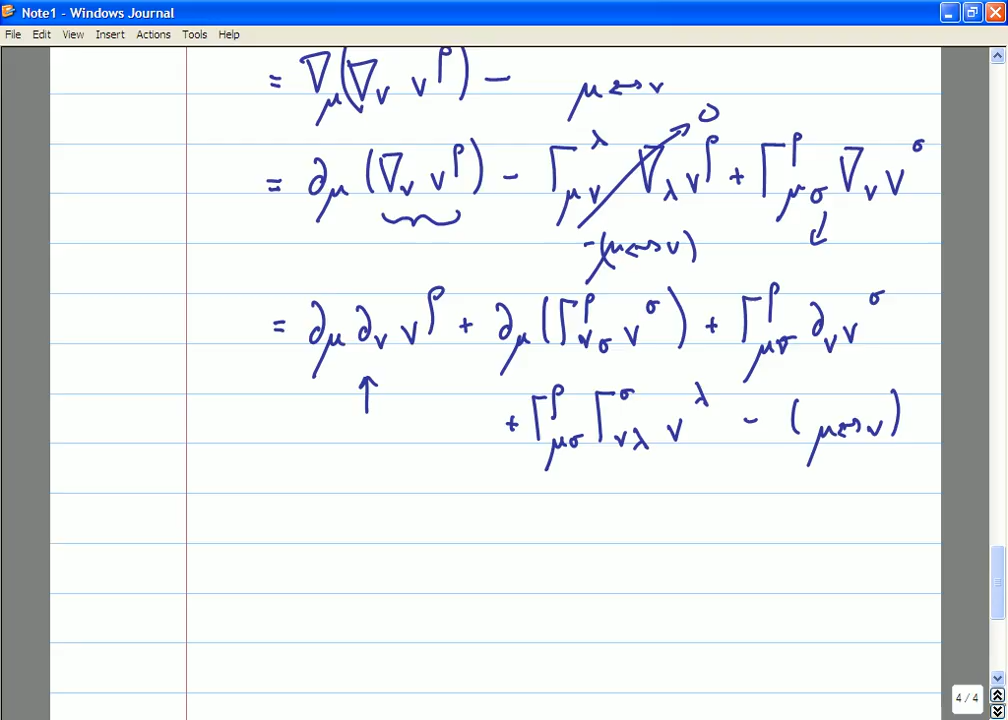 Note1 - Windows Journal
File Edit View Insert Actions Tools Help
= ∇_μ(∇_ν V^ρ) - μ↔ν
= ∂_μ (∇_ν V^ρ) - Γ^λ_{μν} ∇_λ V^ρ + Γ^ρ_{μσ} ∇_ν V^σ
0
-(μ↔ν)
= ∂_μ ∂_ν V^ρ + ∂_μ (Γ^ρ_{νσ} V^σ) + Γ^ρ_{μσ} ∂_ν V^σ
+ Γ^ρ_{μσ} Γ^σ_{νλ} V^λ - (μ↔ν)
4/4